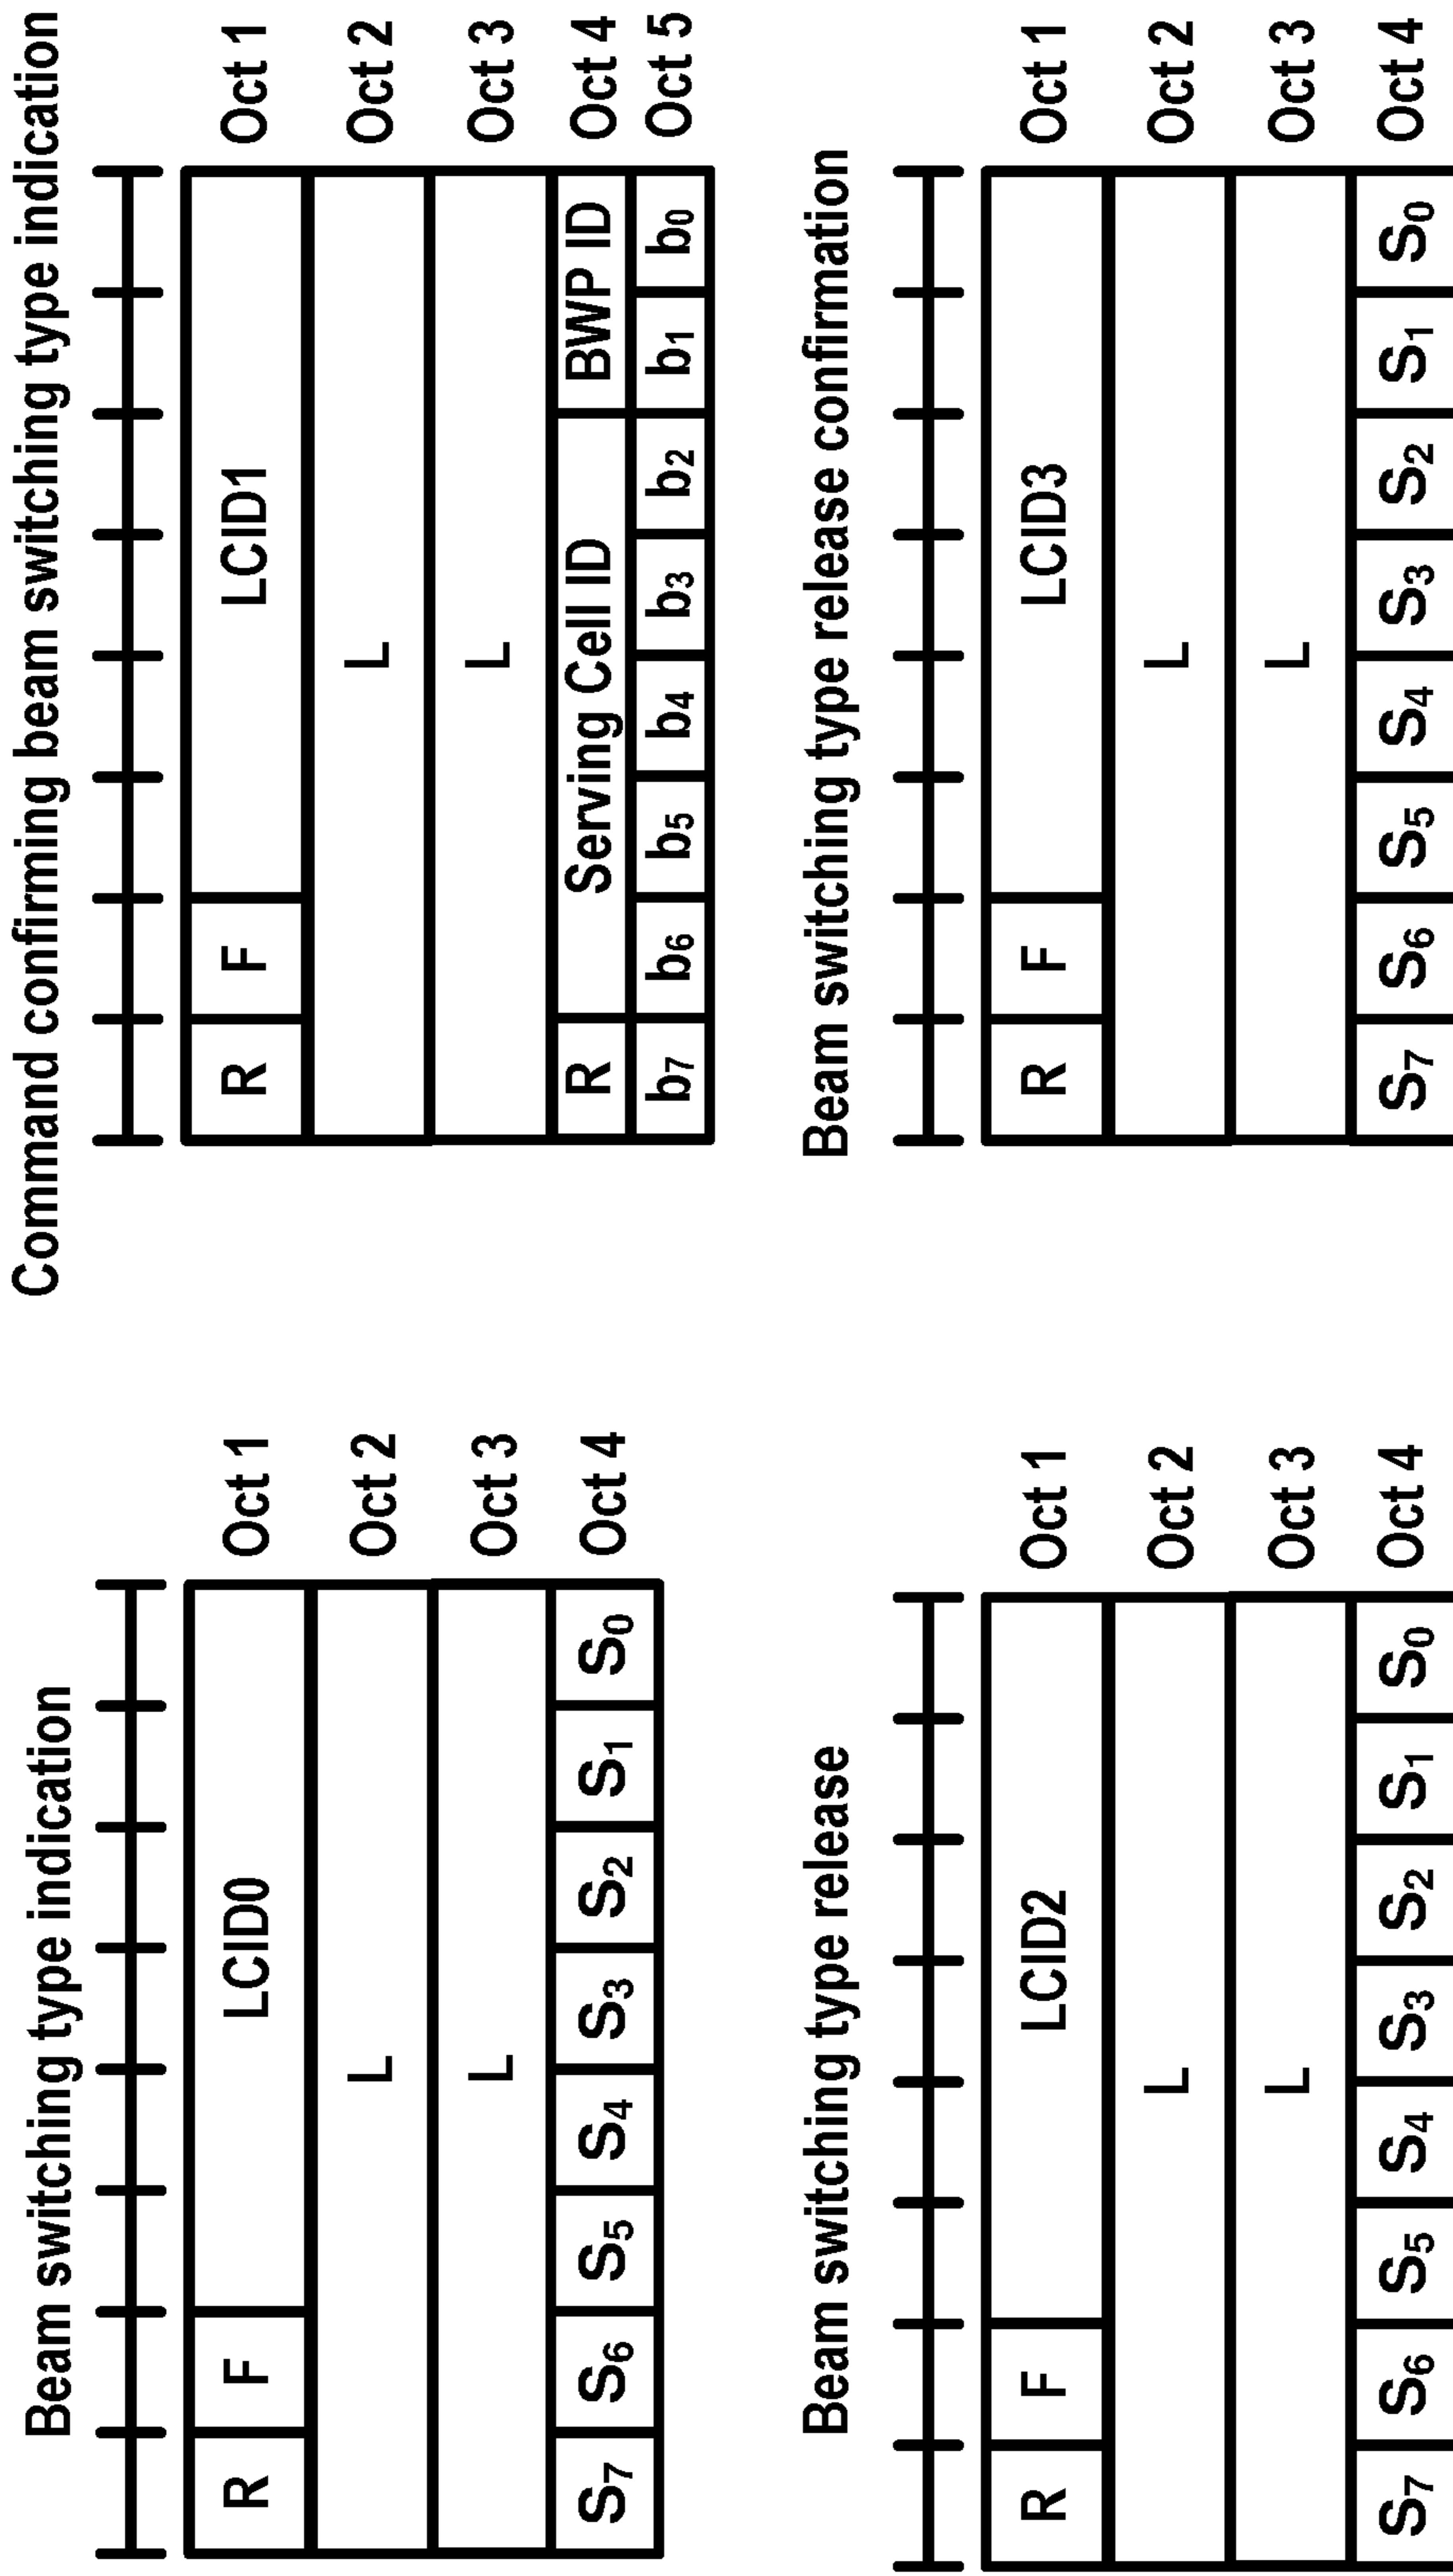 Beam switching type indication
R F LCID0 Oct 1
L Oct 2
L Oct 3
S7 S6 S5 S4 S3 S2 S1 S0 Oct 4
Command confirming beam switching type indication
R F LCID1 Oct 1
L Oct 2
L Oct 3
R Serving Cell ID BWP ID Oct 4
b7 b6 b5 b4 b3 b2 b1 b0 Oct 5
Beam switching type release
R F LCID2 Oct 1
L Oct 2
L Oct 3
S7 S6 S5 S4 S3 S2 S1 S0 Oct 4
Beam switching type release confirmation
R F LCID3 Oct 1
L Oct 2
L Oct 3
S7 S6 S5 S4 S3 S2 S1 S0 Oct 4